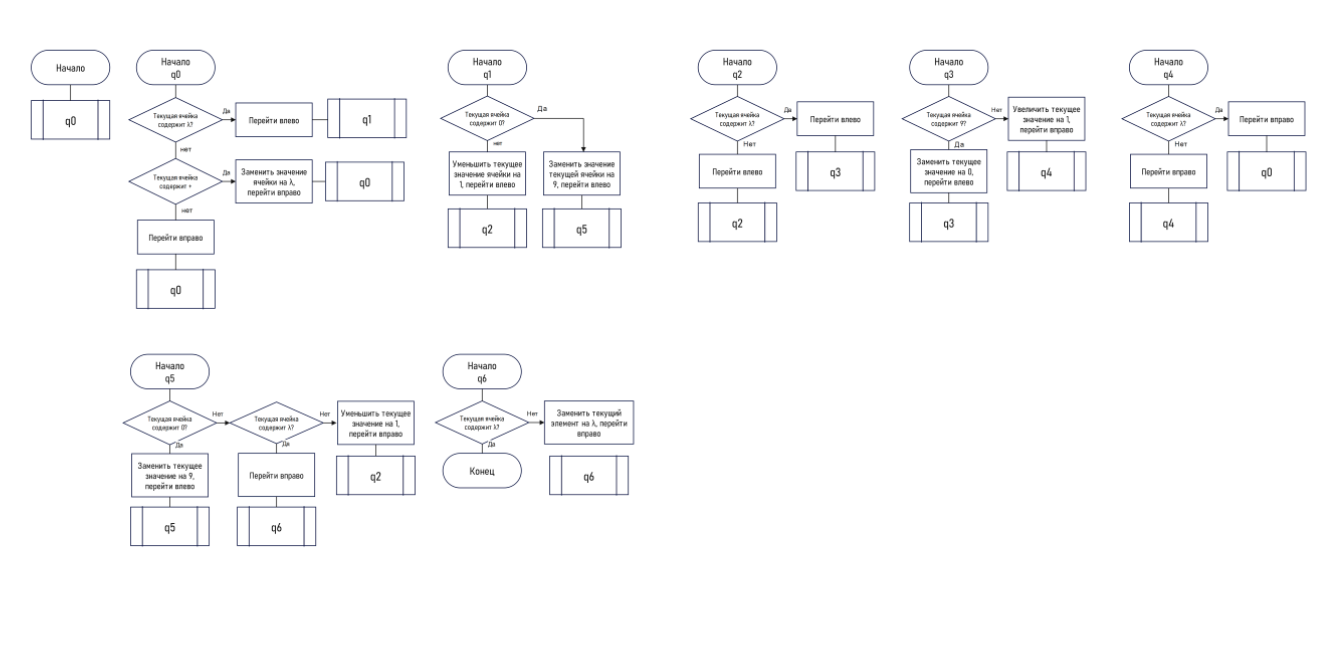 Начало
q0
Начало
q0
Текущая ячейка
содержит λ?
Да
Перейти влево
q1
нет
Текущая ячейка
содержит +
Да
Заменить значение
ячейки на λ,
перейти вправо
q0
нет
Перейти вправо
q0
Начало
q1
Текущая ячейка
содержит 0?
Да
нет
Уменьшить текущее
значение ячейки на
1, перейти влево
q2
Заменить значение
текущей ячейки на
9, перейти влево
q5
Начало
q2
Текущая ячейка
содержит λ?
Да
Перейти влево
q3
Нет
Перейти влево
q2
Начало
q3
Текущая ячейка
содержит 9?
Нет
Увеличить текущее
значение на 1,
перейти вправо
q4
Да
Заменить текущее
значение на 0,
перейти влево
q3
Начало
q4
Текущая ячейка
содержит λ?
Да
Перейти вправо
q0
Нет
Перейти вправо
q4
Начало
q5
Текущая ячейка
содержит 0?
Нет
Текущая ячейка
содержит λ?
Нет
Уменьшить текущее
значение на 1,
перейти вправо
q2
Да
Заменить текущее
значение на 9,
перейти влево
q5
Да
Перейти вправо
q6
Начало
q6
Текущая ячейка
содержит λ?
Нет
Заменить текущий
элемент на λ, перейти
вправо
q6
Да
Конец